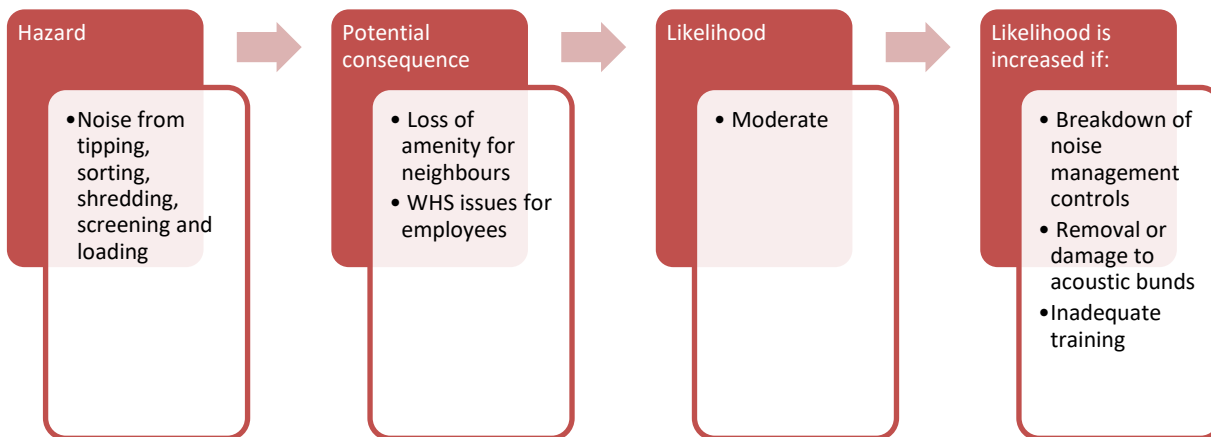 Hazard
•Noise from
tipping,
sorting,
shredding,
screening and
loading
Potential
consequence
• Loss of
amenity for
neighbours
• WHS issues for
employees
Likelihood
• Moderate
Likelihood is
increased if:
• Breakdown of
noise
management
controls
• Removal or
damage to
acoustic bunds
•Inadequate
training